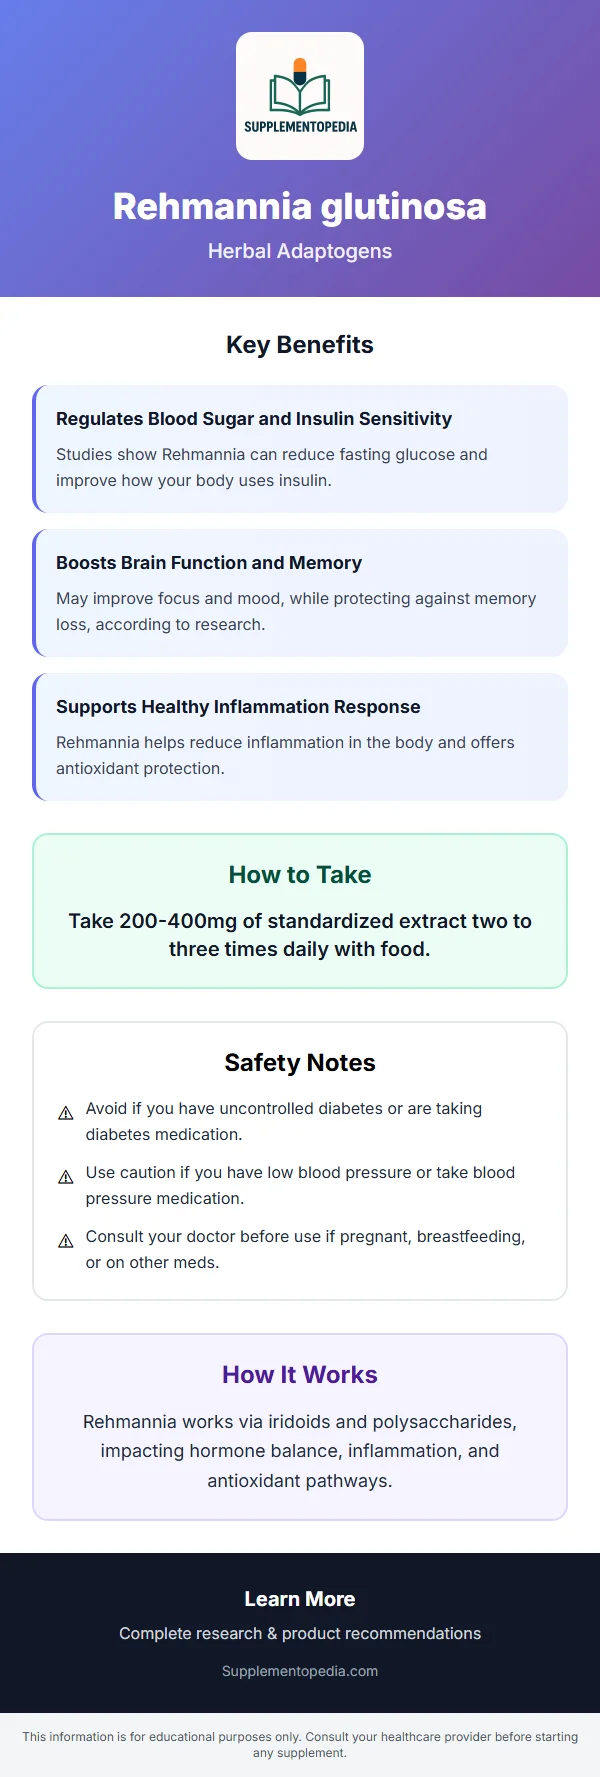 SUPPLEMENTOPEDIA
Rehmannia glutinosa
Herbal Adaptogens
Key Benefits
Regulates Blood Sugar and Insulin Sensitivity
Studies show Rehmannia can reduce fasting glucose and
improve how your body uses insulin.
Boosts Brain Function and Memory
May improve focus and mood, while protecting against memory
loss, according to research.
Supports Healthy Inflammation Response
Rehmannia helps reduce inflammation in the body and offers
antioxidant protection.
How to Take
Take 200-400mg of standardized extract two to
three times daily with food.
Safety Notes
⚠ Avoid if you have uncontrolled diabetes or are taking
diabetes medication.
⚠ Use caution if you have low blood pressure or take blood
pressure medication.
⚠ Consult your doctor before use if pregnant, breastfeeding,
or on other meds.
How It Works
Rehmannia works via iridoids and polysaccharides,
impacting hormone balance, inflammation, and
antioxidant pathways.
Learn More
Complete research & product recommendations
Supplementopedia.com
This information is for educational purposes only. Consult your healthcare provider before starting
any supplement.